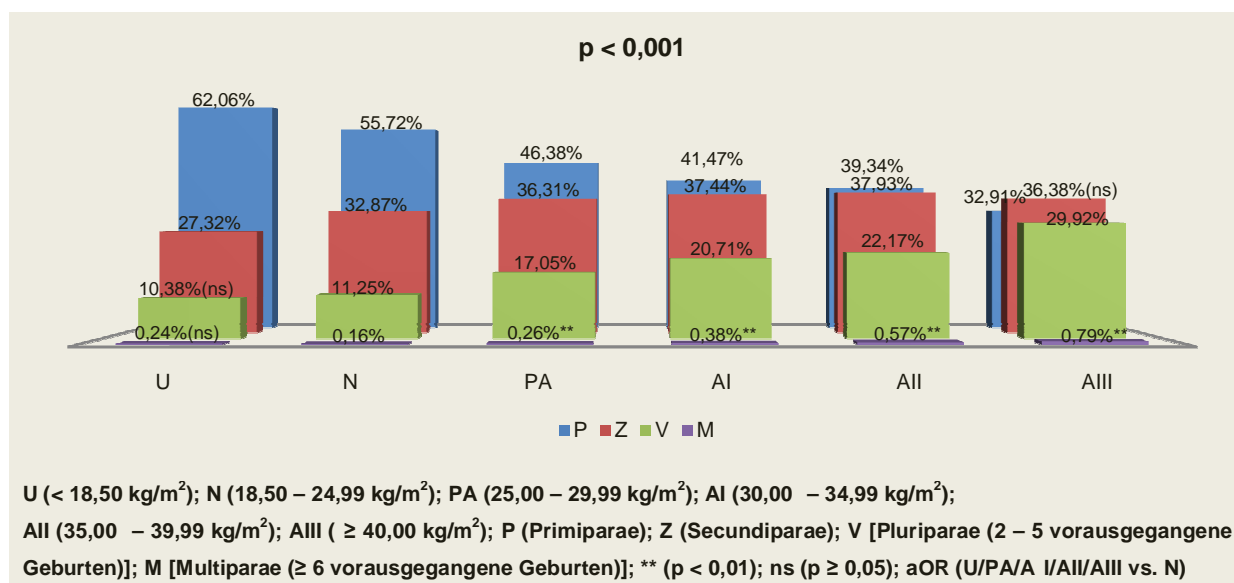 p < 0,001
62,06%
55,72%
46,38%
41,47%
39,34%
32,91%
27,32%
32,87%
36,31%
37,44%
37,93%
36,38%(ns)
10,38%(ns)
11,25%
17,05%
20,71%
22,17%
29,92%
0,24%(ns)
0,16%
0,26%**
0,38%**
0,57%**
0,79%**
U N PA AI AII AIII
P Z V M
U (< 18,50 kg/m²); N (18,50 – 24,99 kg/m²); PA (25,00 – 29,99 kg/m²); AI (30,00 – 34,99 kg/m²);
AII (35,00 – 39,99 kg/m²); AIII ( ≥ 40,00 kg/m²); P (Primiparae); Z (Secundiparae); V [Pluriparae (2 – 5 vorausgegangene
Geburten)]; M [Multiparae (≥ 6 vorausgegangene Geburten)]; ** (p < 0,01); ns (p ≥ 0,05); aOR (U/PA/A I/AII/AIII vs. N)